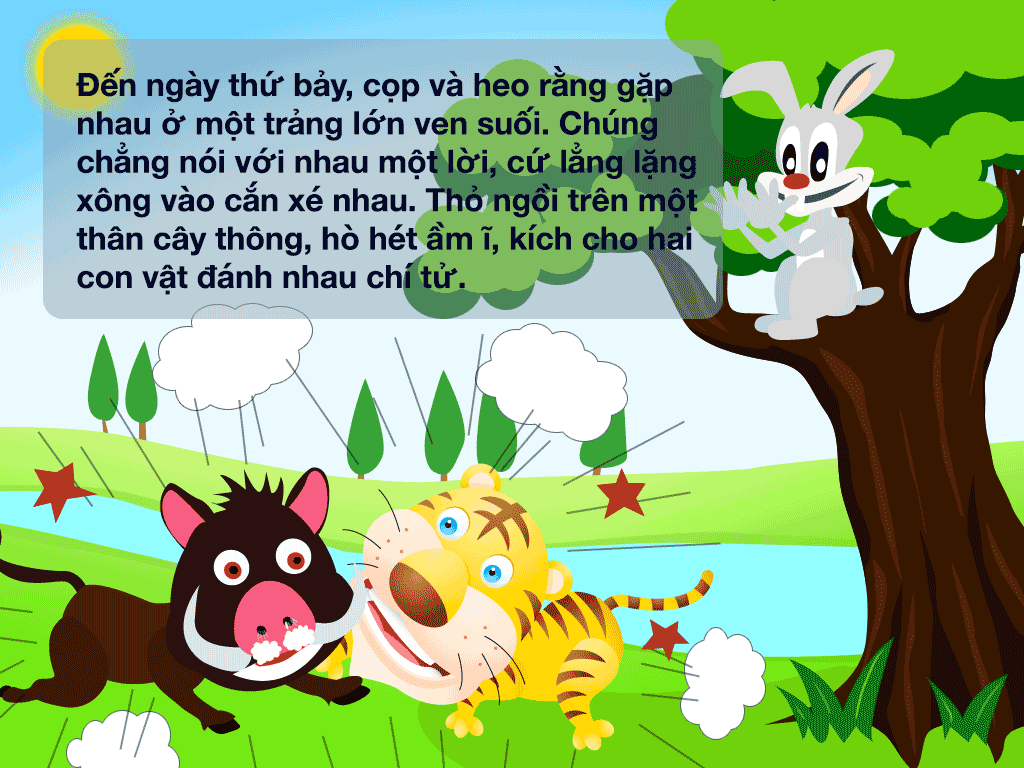 Đến ngày thứ bảy, cọp và heo rằng gặp
nhau ở một trảng lớn ven suối. Chúng
chẳng nói với nhau một lời, cứ lẳng lặng
xông vào cắn xé nhau. Thỏ ngồi trên một
thân cây thông, hò hét ầm ĩ, kích cho hai
con vật đánh nhau chí tử.